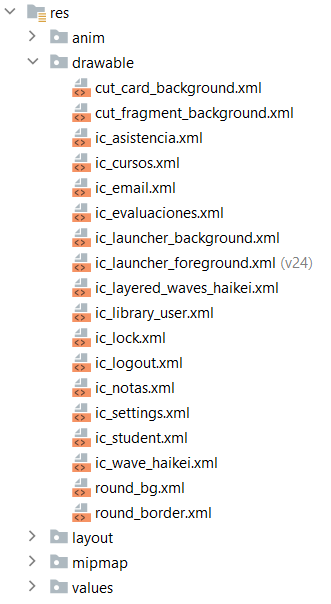 res
anim
drawable
cut_card_background.xml
cut_fragment_background.xml
ic_asistencia.xml
ic_cursos.xml
ic_email.xml
ic_evaluaciones.xml
ic_launcher_background.xml
ic_launcher_foreground.xml (v24)
ic_layered_waves_haikei.xml
ic_library_user.xml
ic_lock.xml
ic_logout.xml
ic_notas.xml
ic_settings.xml
ic_student.xml
ic_wave_haikei.xml
round_bg.xml
round_border.xml
layout
mipmap
values